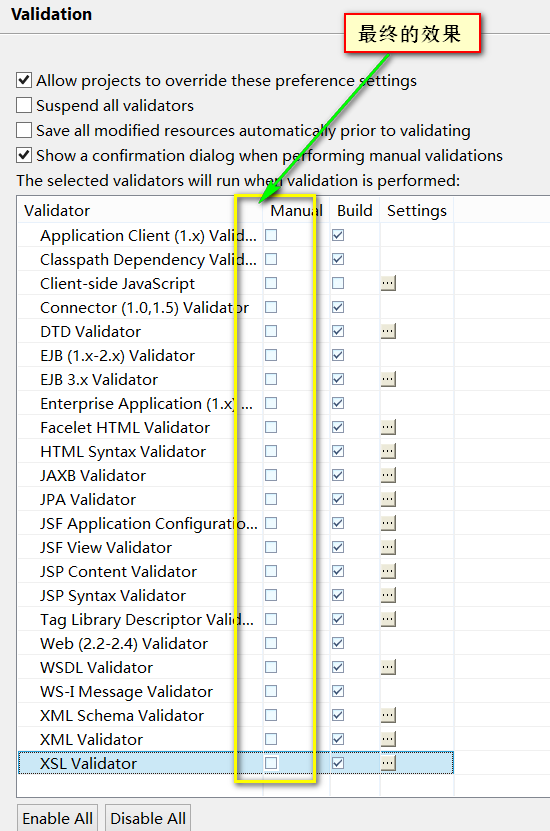 Validation
最终的效果
Allow projects to override these preference settings
Suspend all validators
Save all modified resources automatically prior to validating
Show a confirmation dialog when performing manual validations
The selected validators will run when validation is performed:
Validator Manual Build Settings
Application Client (1.x) Valid...
Classpath Dependency Valid...
Client-side JavaScript ...
Connector (1.0,1.5) Validator
DTD Validator ...
EJB (1.x-2.x) Validator
EJB 3.x Validator ...
Enterprise Application (1.x) ...
Facelet HTML Validator ...
HTML Syntax Validator ...
JAXB Validator ...
JPA Validator ...
JSF Application Configuratio... ...
JSF View Validator ...
JSP Content Validator ...
JSP Syntax Validator ...
Tag Library Descriptor Valid... ...
Web (2.2-2.4) Validator
WSDL Validator ...
WS-I Message Validator
XML Schema Validator ...
XML Validator ...
XSL Validator ...
Enable All Disable All